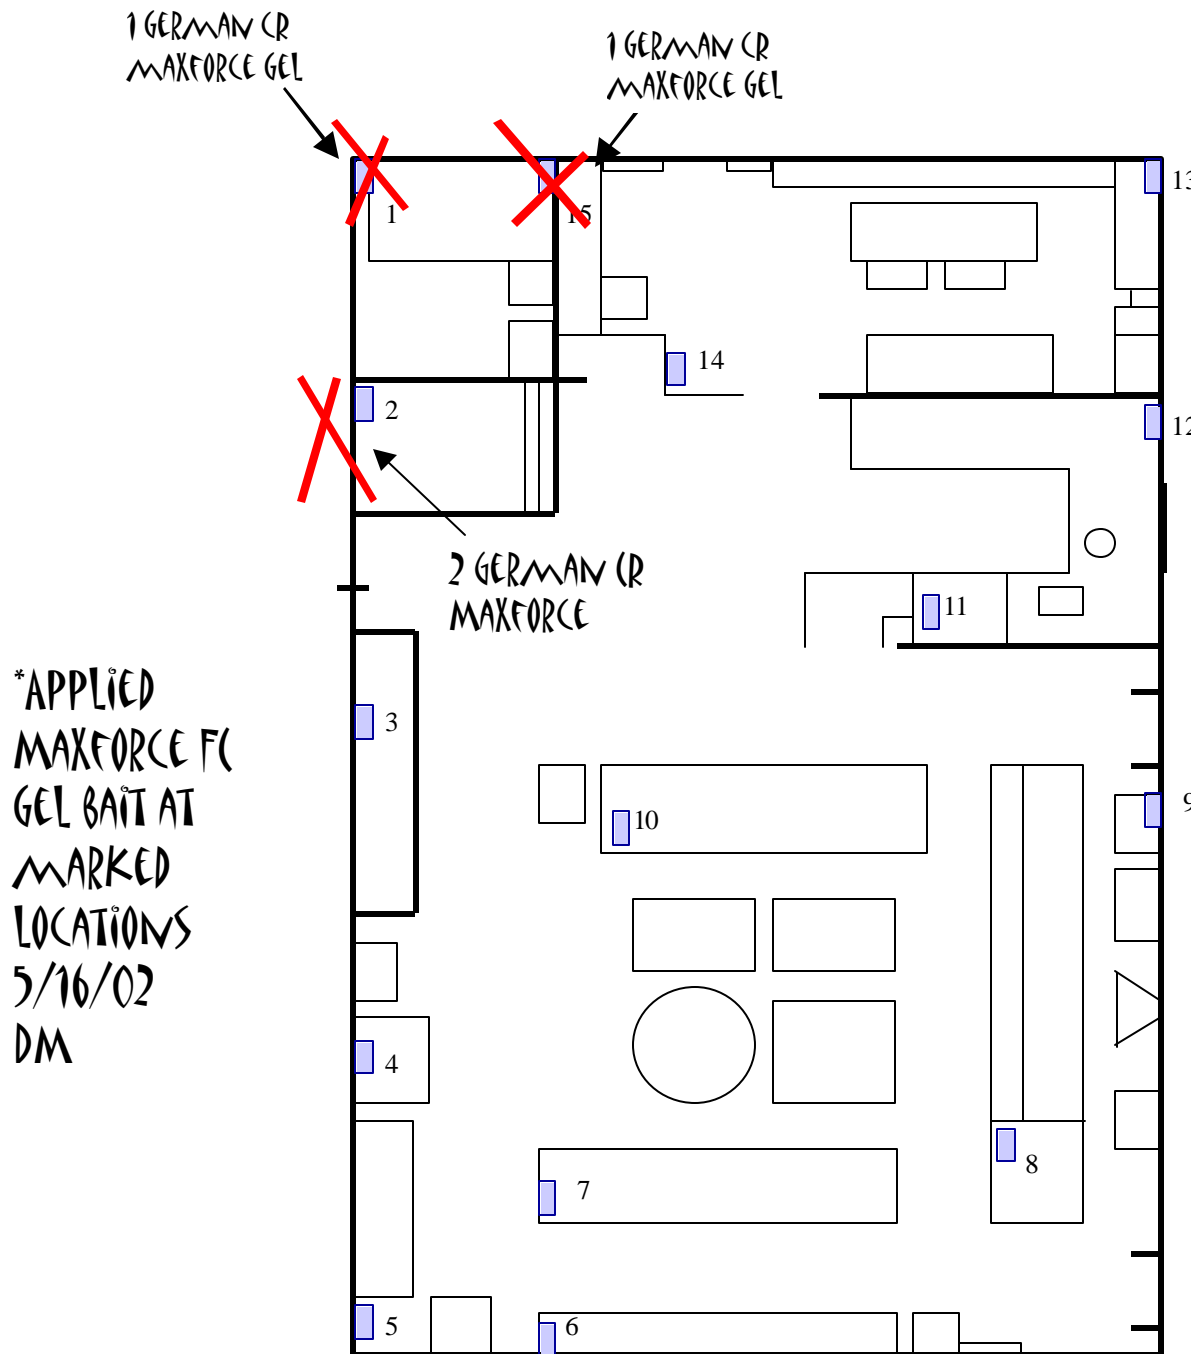 1 GERMAN CR
MAXFORCE GEL
1 GERMAN CR
MAXFORCE GEL
1
15
13
14
2
12
2 GERMAN CR
MAXFORCE
11
*APPLIED
MAXFORCE FC
GEL BAIT AT
MARKED
LOCATIONS
5/16/02
DM
3
10
9
4
8
7
5
6